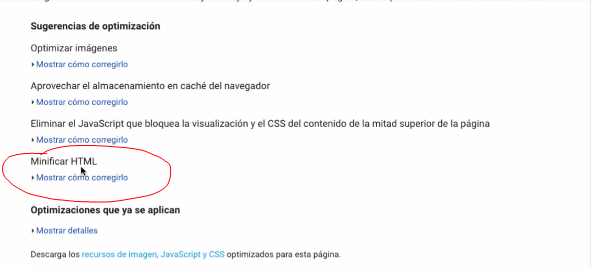 Sugerencias de optimización
Optimizar imágenes
Mostrar cómo corregirlo
Aprovechar el almacenamiento en caché del navegador
Mostrar cómo corregirlo
Eliminar el JavaScript que bloquea la visualización y el CSS del contenido de la mitad superior de la página
Mostrar cómo corregirlo
Minificar HTML
Mostrar cómo corregirlo
Optimizaciones que ya se aplican
Mostrar detalles
Descarga los recursos de imagen, JavaScript y CSS optimizados para esta página.